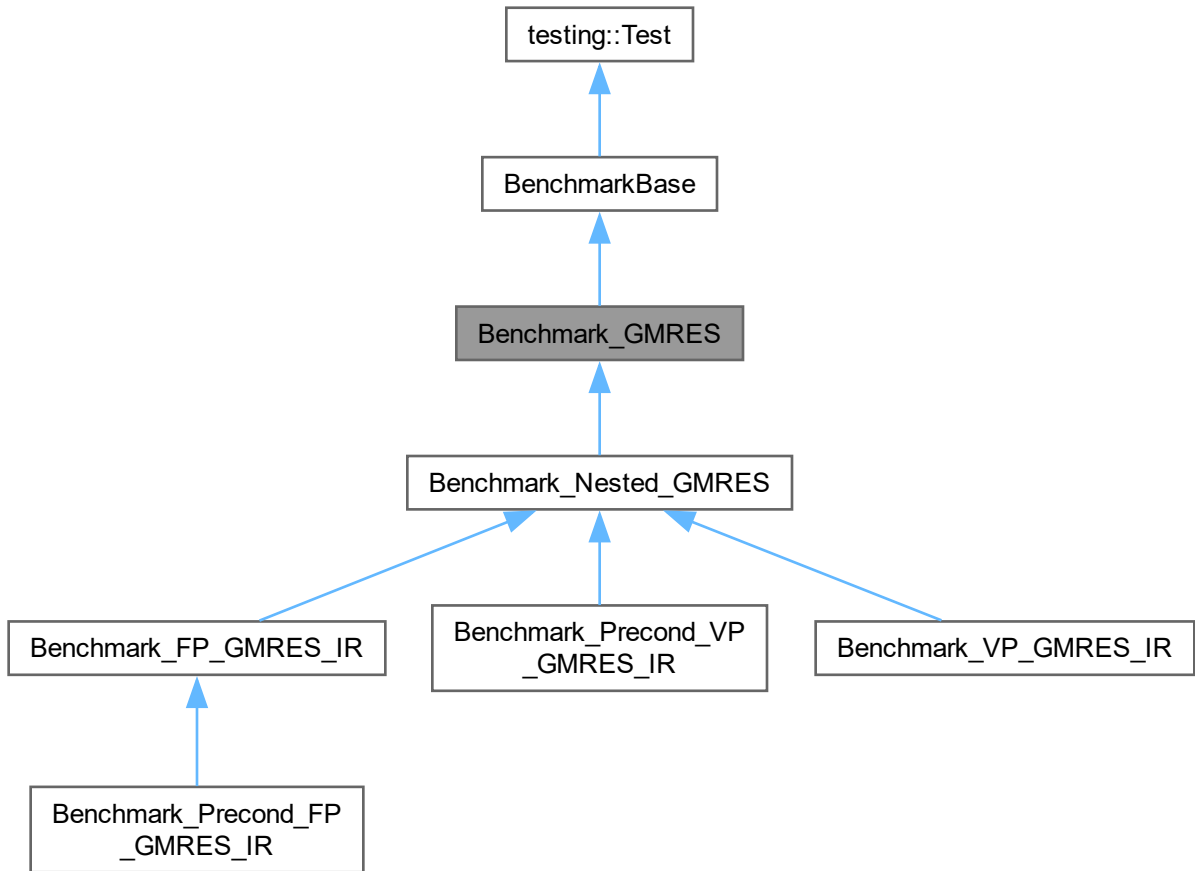 testing::Test
BenchmarkBase
Benchmark_GMRES
Benchmark_Nested_GMRES
Benchmark_FP_GMRES_IR
Benchmark_Precond_VP
_GMRES_IR
Benchmark_VP_GMRES_IR
Benchmark_Precond_FP
_GMRES_IR